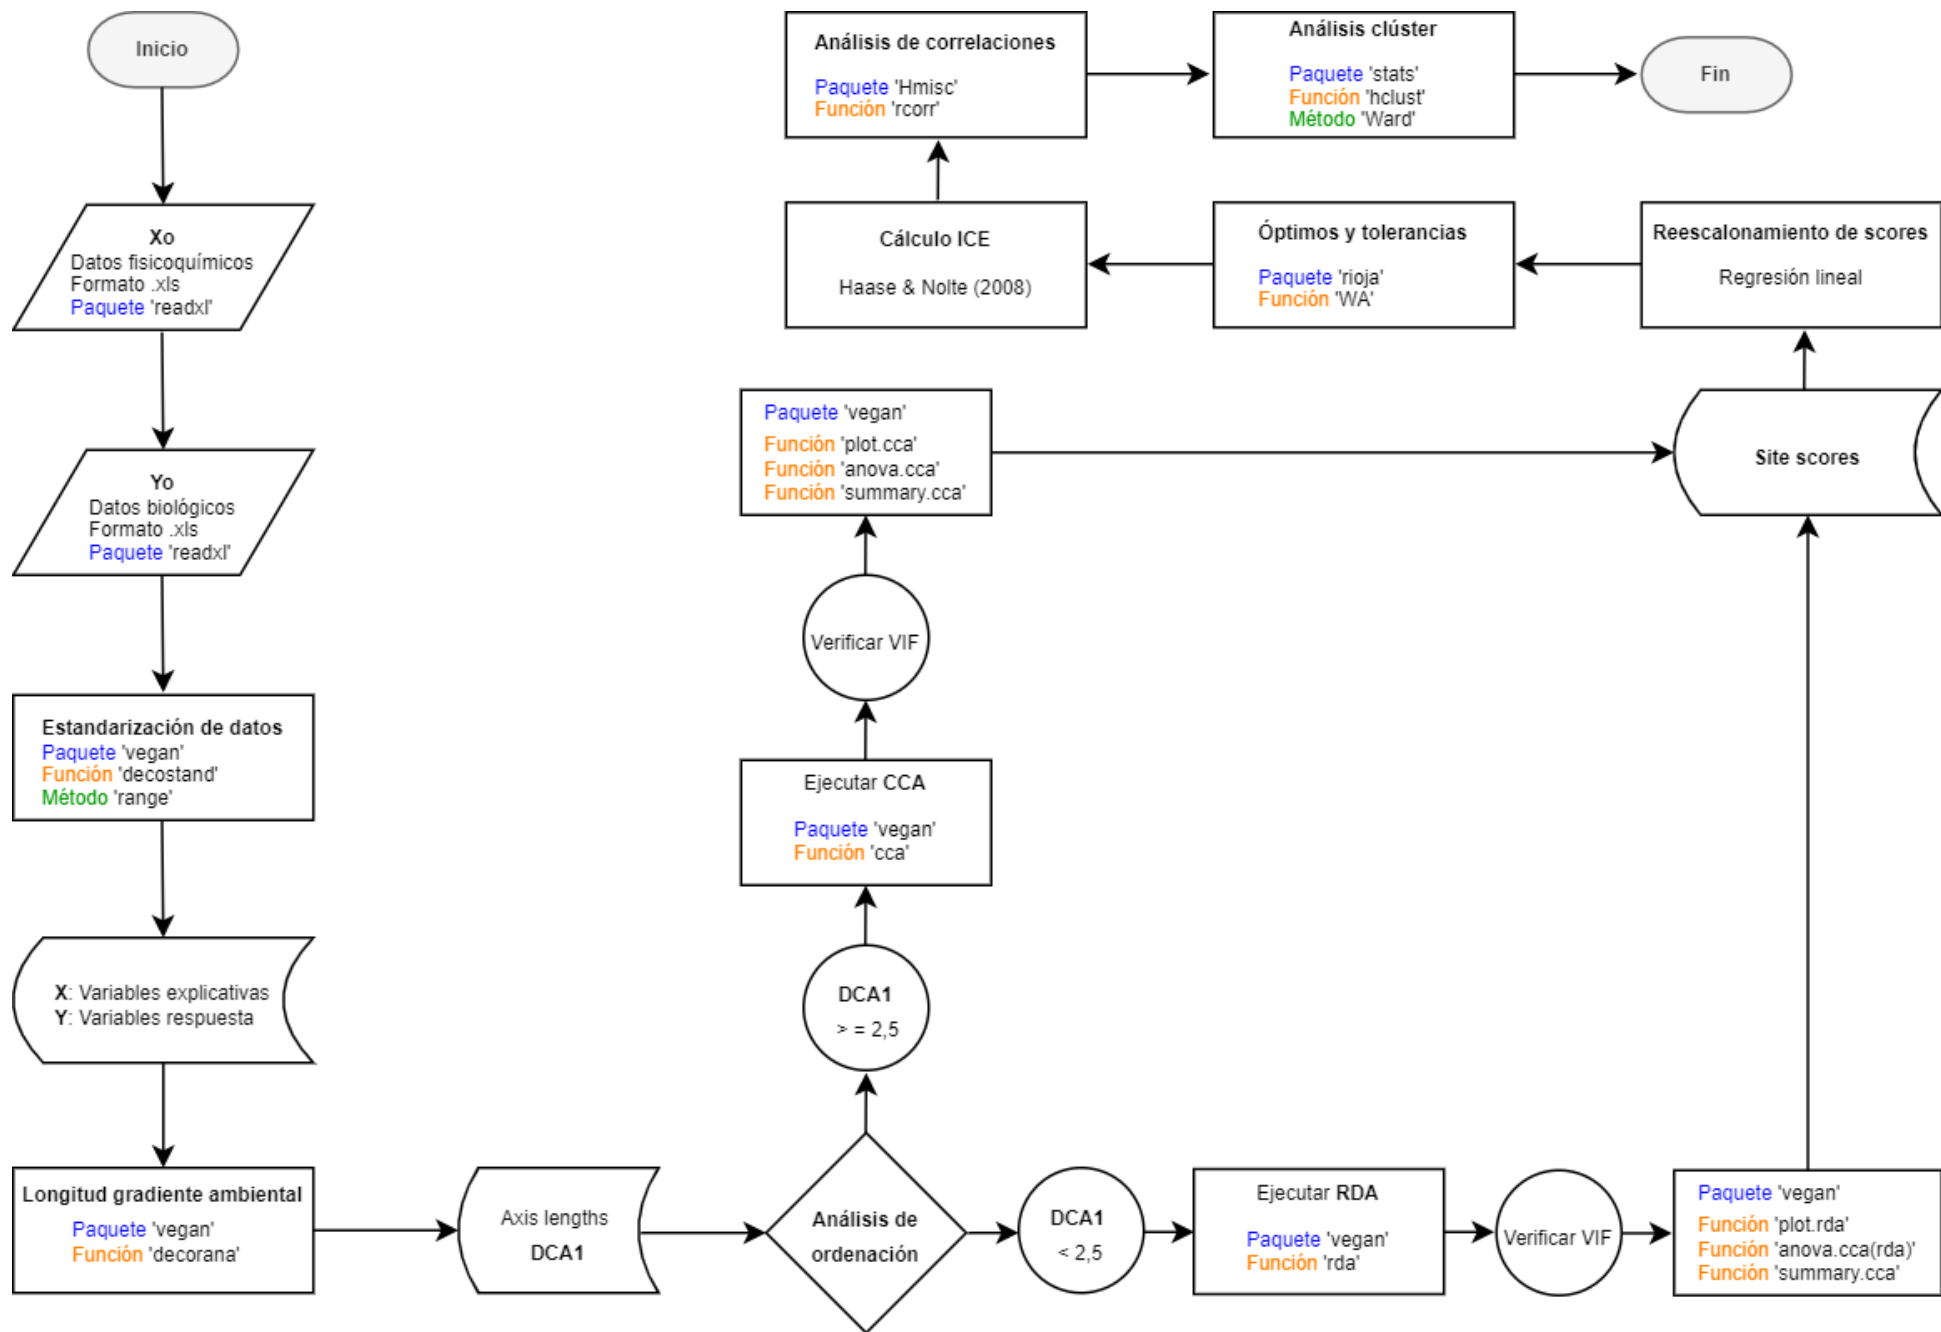 Inicio
Xo
Datos fisicoquímicos
Formato .xls
Paquete 'readxl'
Yo
Datos biológicos
Formato .xls
Paquete 'readxl'
Estandarización de datos
Paquete 'vegan'
Función 'decostand'
Método 'range'
X: Variables explicativas
Y: Variables respuesta
Longitud gradiente ambiental
Paquete 'vegan'
Función 'decorana'
Axis lengths
DCA1
Análisis de
ordenación
DCA1
> = 2,5
Ejecutar CCA
Paquete 'vegan'
Función 'cca'
Verificar VIF
Paquete 'vegan'
Función 'plot.cca'
Función 'anova.cca'
Función 'summary.cca'
DCA1
< 2,5
Ejecutar RDA
Paquete 'vegan'
Función 'rda'
Verificar VIF
Paquete 'vegan'
Función 'plot.rda'
Función 'anova.cca(rda)'
Función 'summary.cca'
Site scores
Reescalonamiento de scores
Regresión lineal
Óptimos y tolerancias
Paquete 'rioja'
Función 'WA'
Cálculo ICE
Haase & Nolte (2008)
Análisis de correlaciones
Paquete 'Hmisc'
Función 'rcorr'
Análisis clúster
Paquete 'stats'
Función 'hclust'
Método 'Ward'
Fin